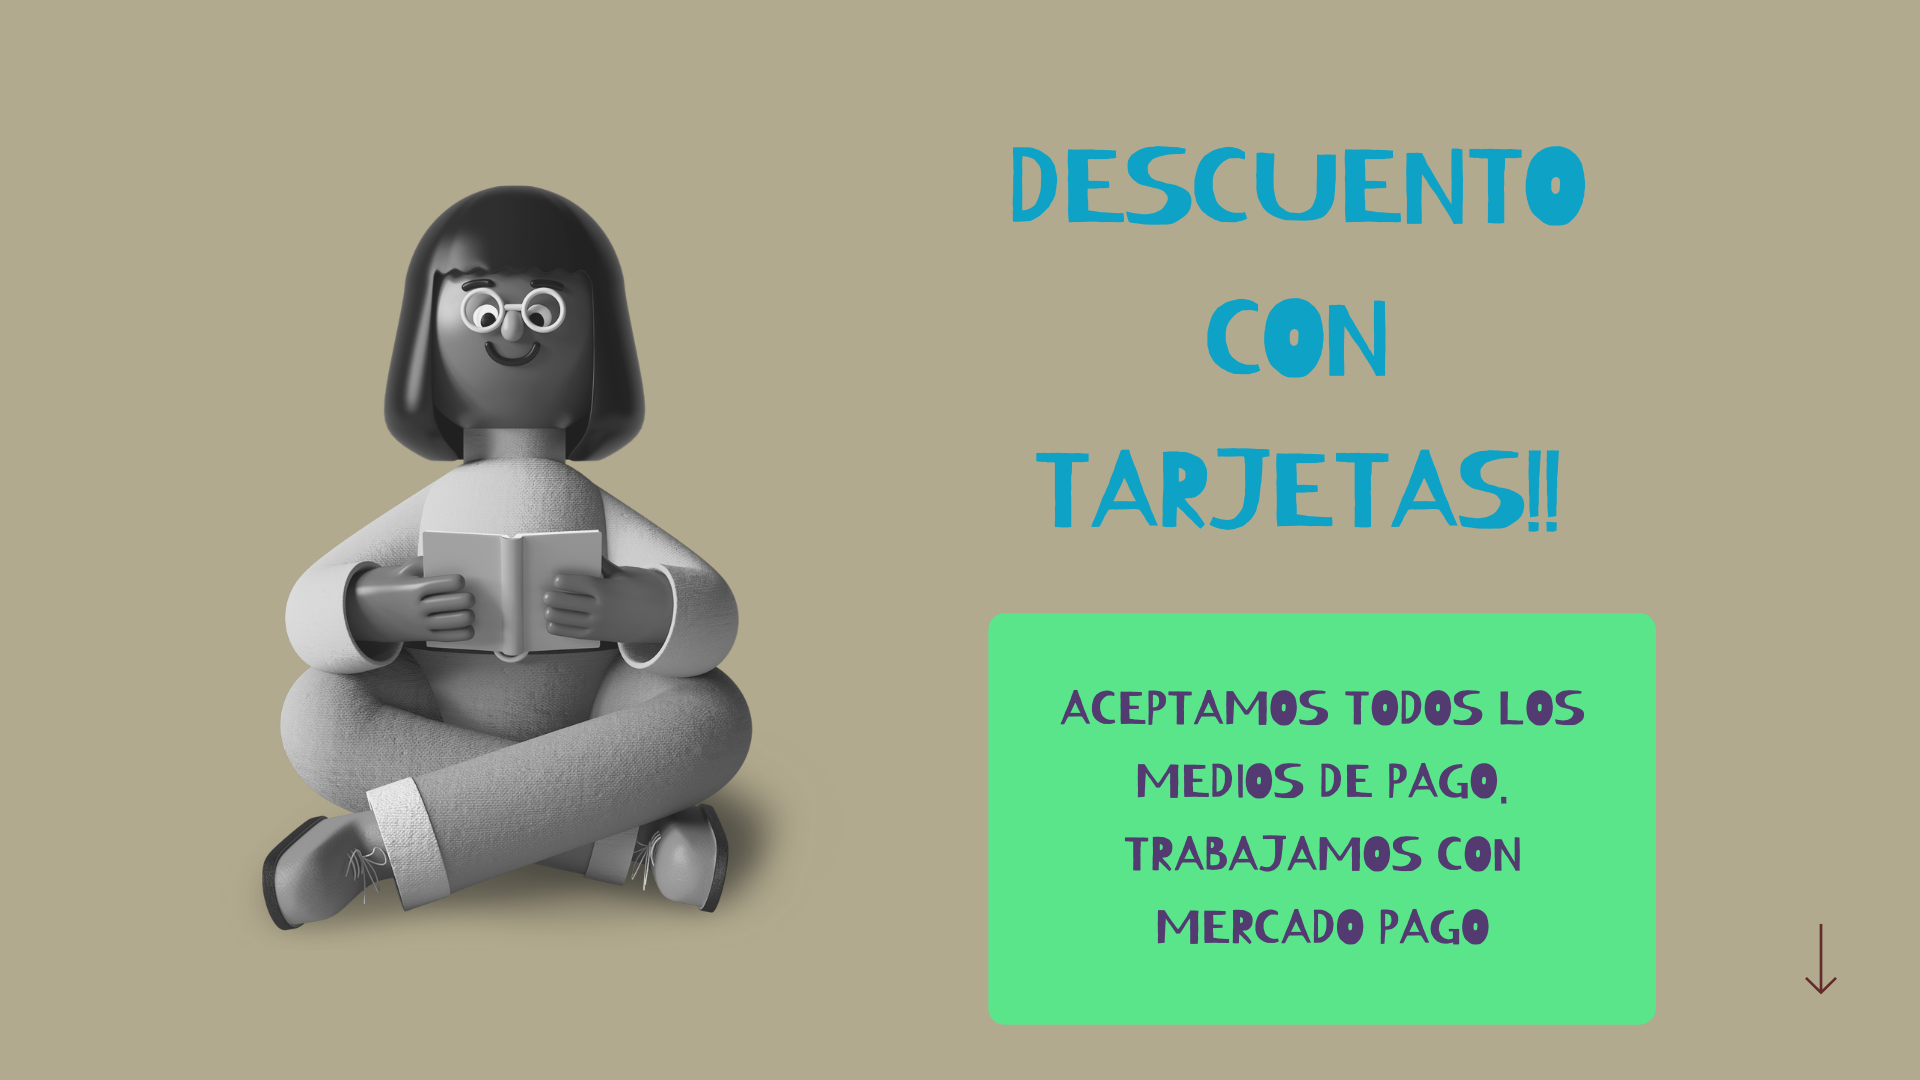 DESCUENTO
CON
TARJETAS!!
ACEPTAMOS TODOS LOS
MEDIOS DE PAGO.
TRABAJAMOS CON
MERCADO PAGO